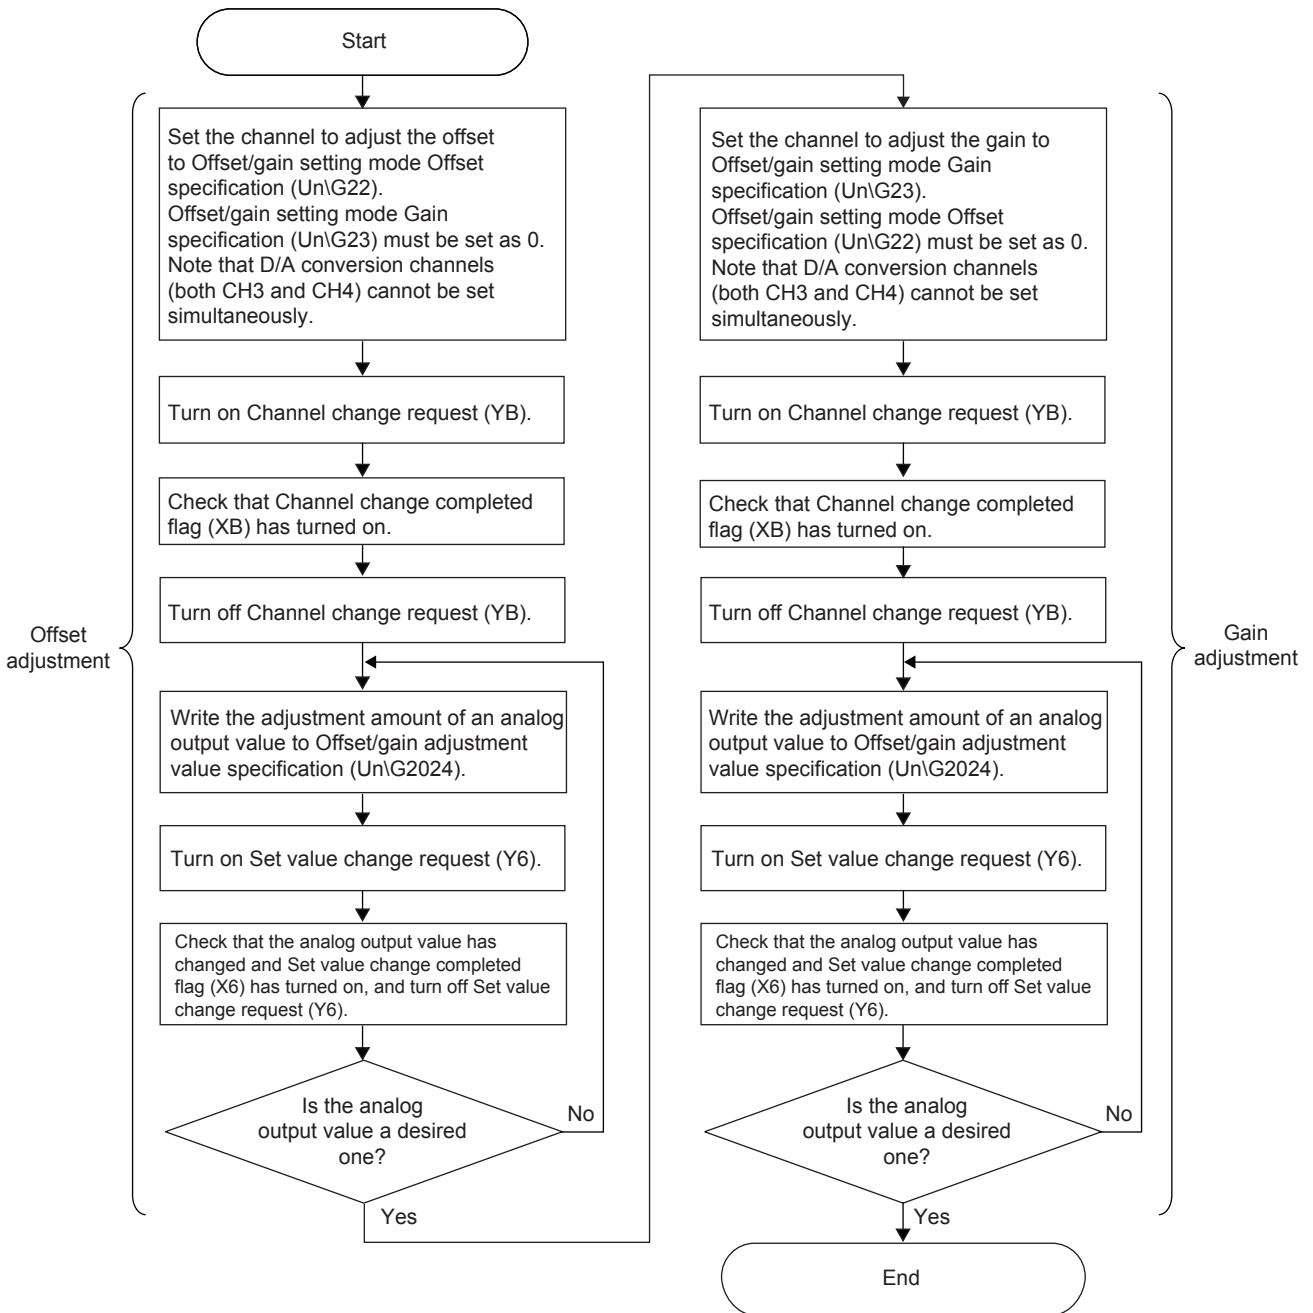 Start
Set the channel to adjust the offset
to Offset/gain setting mode Offset
specification (Un\G22).
Offset/gain setting mode Gain
specification (Un\G23) must be set as 0.
Note that D/A conversion channels
(both CH3 and CH4) cannot be set
simultaneously.
Turn on Channel change request (YB).
Check that Channel change completed
flag (XB) has turned on.
Turn off Channel change request (YB).
Offset
adjustment
Write the adjustment amount of an analog
output value to Offset/gain adjustment
value specification (Un\G2024).
Turn on Set value change request (Y6).
Check that the analog output value has
changed and Set value change completed
flag (X6) has turned on, and turn off Set value
change request (Y6).
Is the analog
output value a desired
one?
No
Yes
Set the channel to adjust the gain to
Offset/gain setting mode Gain
specification (Un\G23).
Offset/gain setting mode Offset
specification (Un\G22) must be set as 0.
Note that D/A conversion channels
(both CH3 and CH4) cannot be set
simultaneously.
Turn on Channel change request (YB).
Check that Channel change completed
flag (XB) has turned on.
Turn off Channel change request (YB).
Gain
adjustment
Write the adjustment amount of an analog
output value to Offset/gain adjustment
value specification (Un\G2024).
Turn on Set value change request (Y6).
Check that the analog output value has
changed and Set value change completed
flag (X6) has turned on, and turn off Set value
change request (Y6).
Is the analog
output value a desired
one?
No
Yes
End